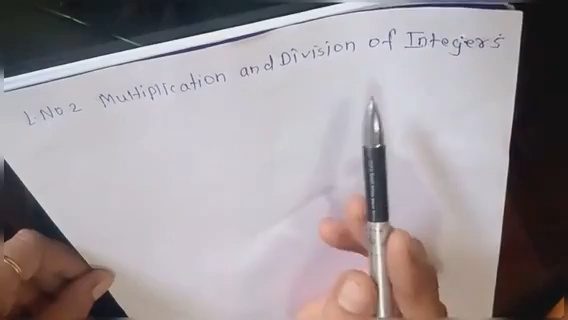 L.No 2 Multiplication and Division of Integers